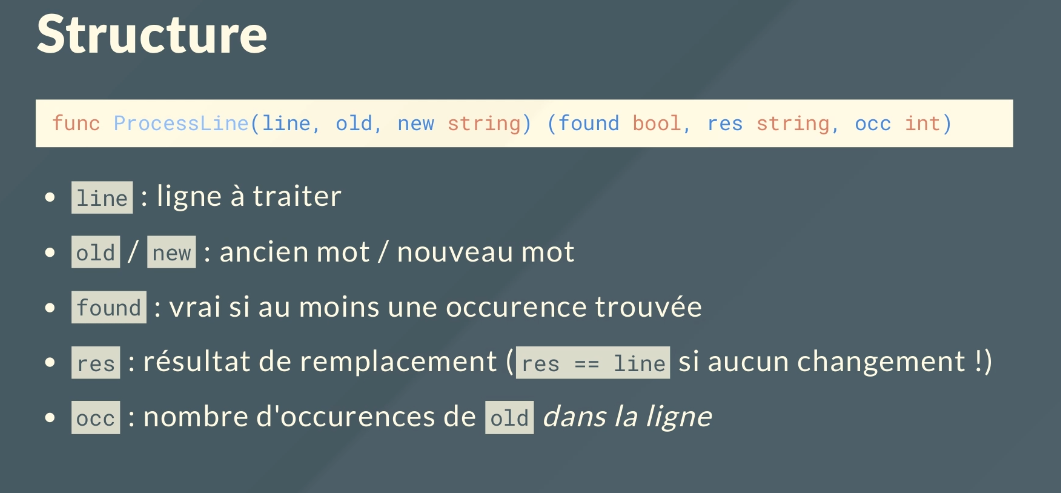 Structure
func ProcessLine(line, old, new string) (found bool, res string, occ int)
• line : ligne à traiter
• old / new : ancien mot / nouveau mot
• found : vrai si au moins une occurence trouvée
• res : résultat de remplacement (res == line si aucun changement !)
• occ : nombre d'occurences de old dans la ligne